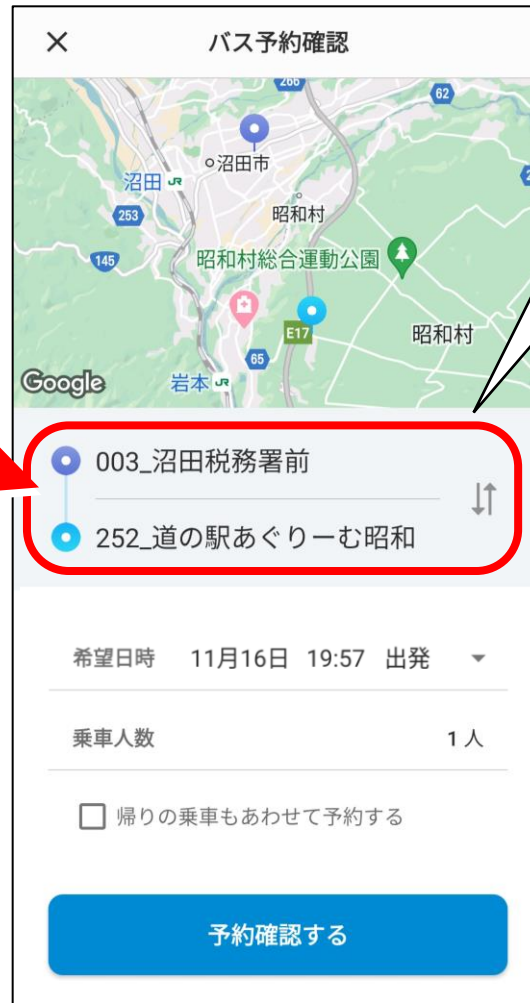 × バス予約確認
266
62
沼田市
沼田 JR
253
昭和村
145
昭和村総合運動公園
E17
昭和村
65
Google
岩本 JR
003_沼田税務署前
252_道の駅あぐりーむ昭和
希望日時 11月16日 19:57 出発
乗車人数 1人
帰りの乗車もあわせて予約する
予約確認する